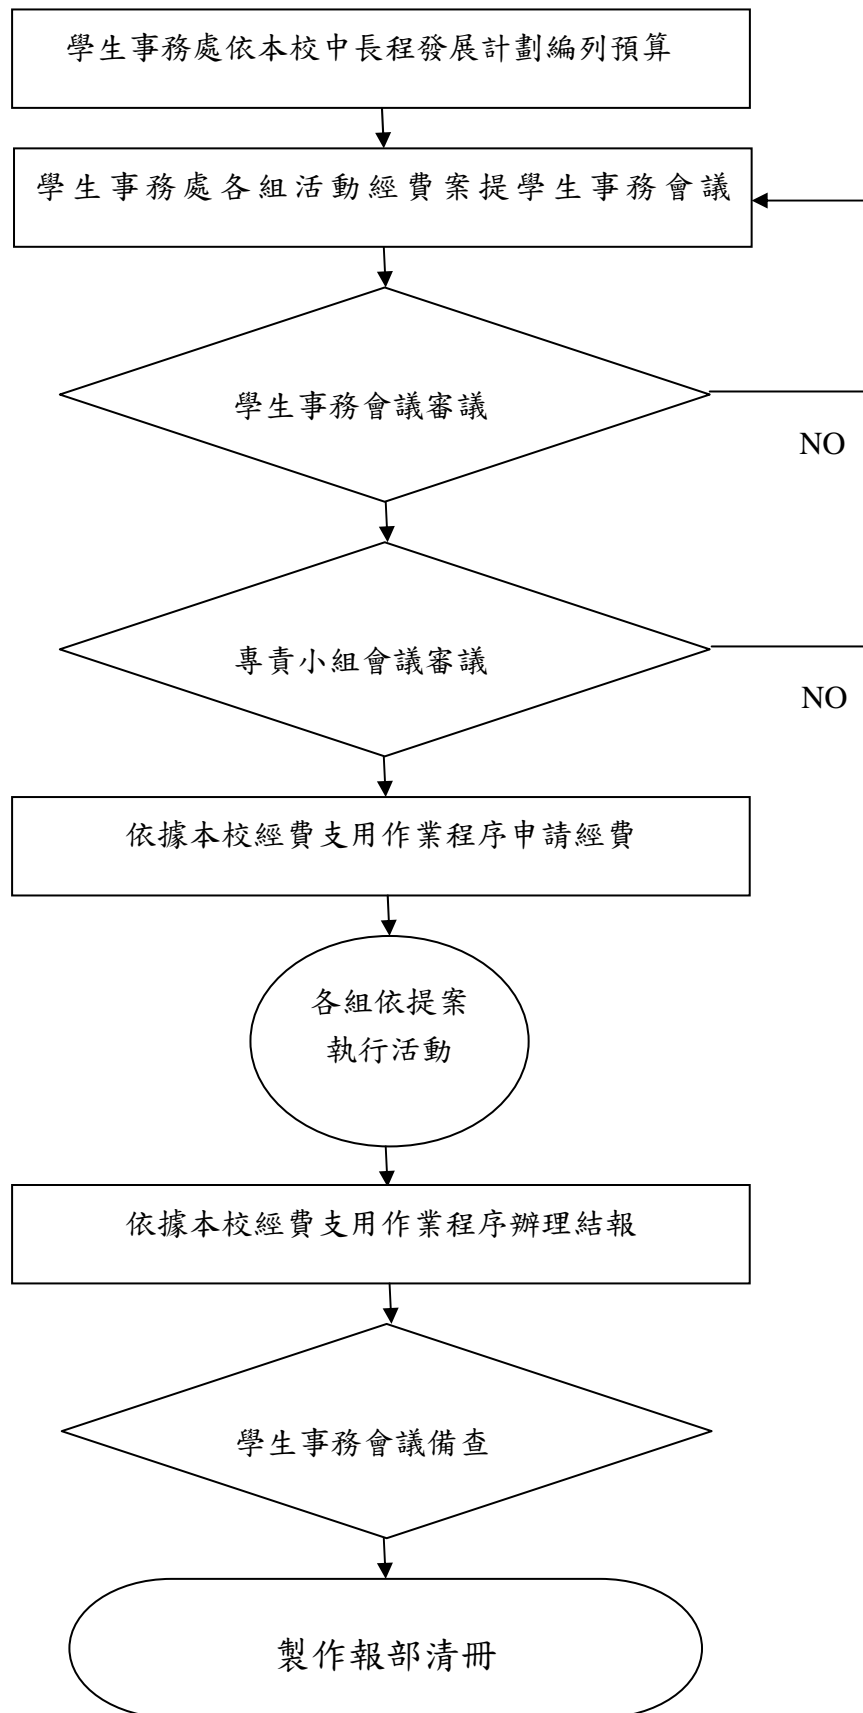 學生事務處依本校中長程發展計劃編列預算
學生事務處各組活動經費案提學生事務會議
學生事務會議審議
NO
專責小組會議審議
NO
依據本校經費支用作業程序申請經費
各組依提案
執行活動
依據本校經費支用作業程序辦理結報
學生事務會議備查
製作報部清冊